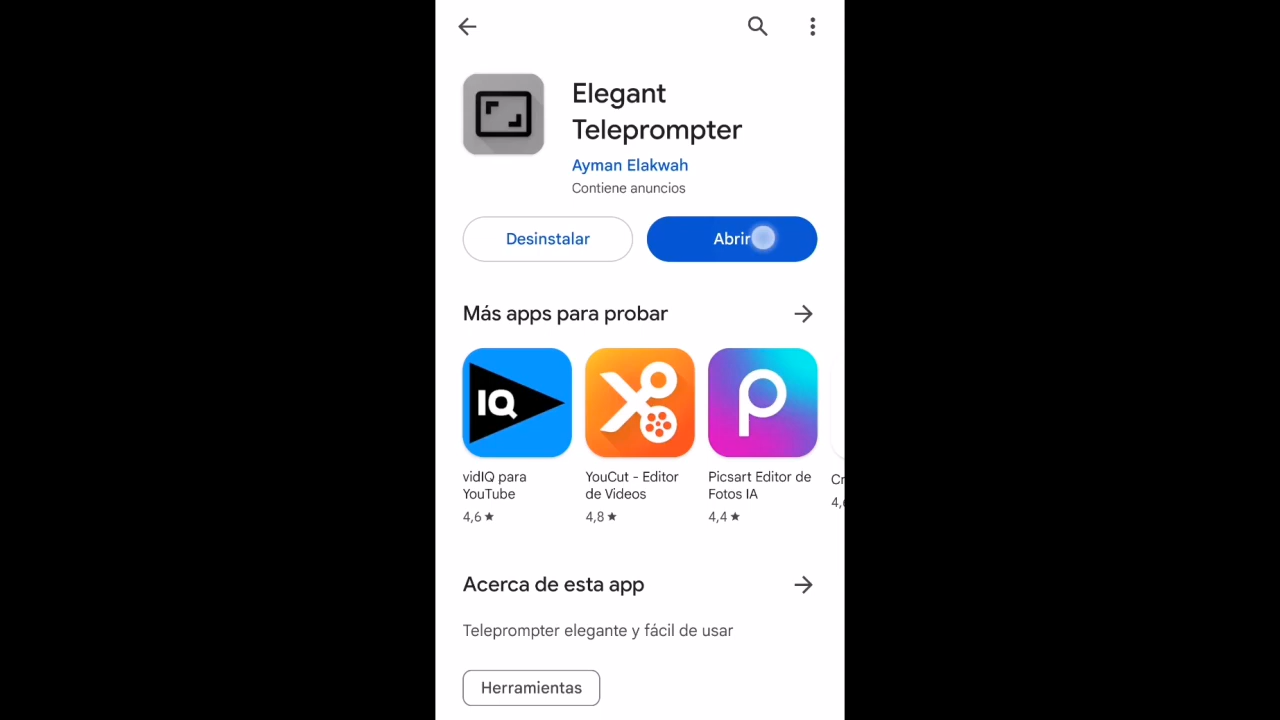 Elegant
Teleprompter
Ayman Elakwah
Contiene anuncios
Desinstalar
Abrir
Más apps para probar
IQ
vidIQ para
YouTube
4,6 ★
YouCut - Editor
de Videos
4,8 ★
Picsart Editor de
Fotos IA
4,4 ★
Acerca de esta app
Teleprompter elegante y fácil de usar
Herramientas